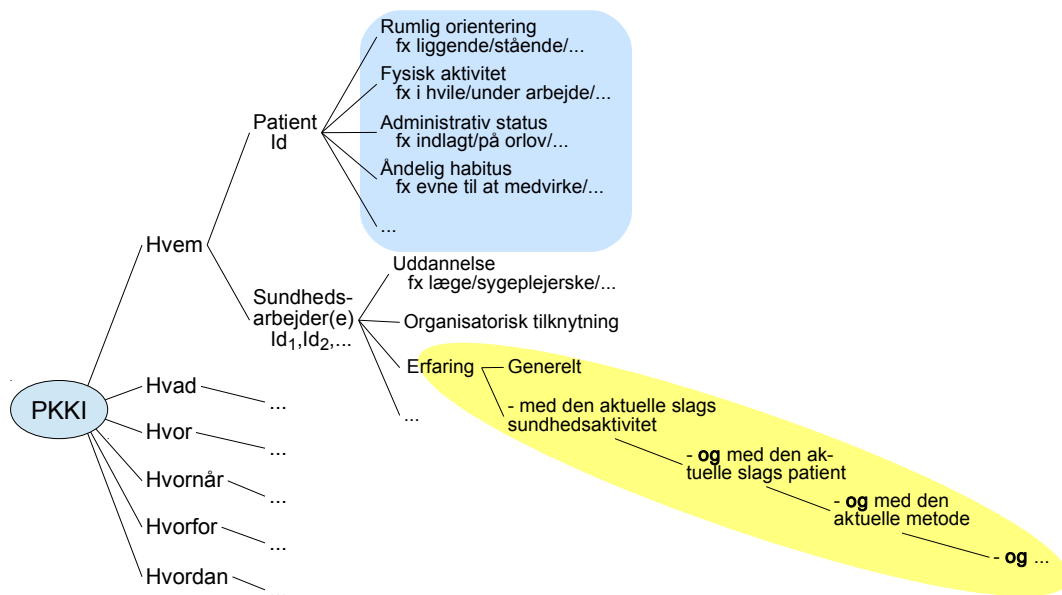 Rumlig orientering
fx liggende/stående/...
Fysisk aktivitet
fx i hvile/under arbejde/...
Patient
Id
Administrativ status
fx indlagt/på orlov/...
Åndelig habitus
fx evne til at medvirke/...
...
Hvem
Uddannelse
fx læge/sygeplejerske/...
Sundheds-
arbejder(e)
Id1,Id2,...
Organisatorisk tilknytning
Erfaring
Generelt
...
- med den aktuelle slags
sundhedsaktivitet
- og med den ak-
tuelle slags patient
- og med den
aktuelle metode
- og ...
PKKI
Hvad
...
Hvor
...
Hvornår
...
Hvorfor
...
Hvordan
...